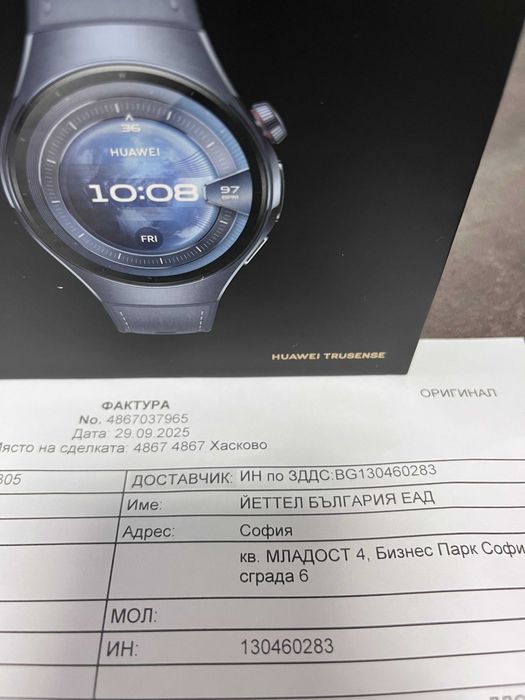 36
HUAWEI
10:08
97
BPM
FRI
HUAWEI TRUSENSE
ОРИГИНАЛ
ФАКТУРА
No. 4867037965
Дата: 29.09.2025
на сделката: 4867 4867 Хасково
ДОСТАВЧИК: ИН по ЗДДС:BG130460283
Име: ЙЕТТЕЛ БЪЛГАРИЯ ЕАД
Адрес: София
кв. МЛАДОСТ 4, Бизнес Парк Софи
сграда 6
МОЛ:
ИН: 130460283